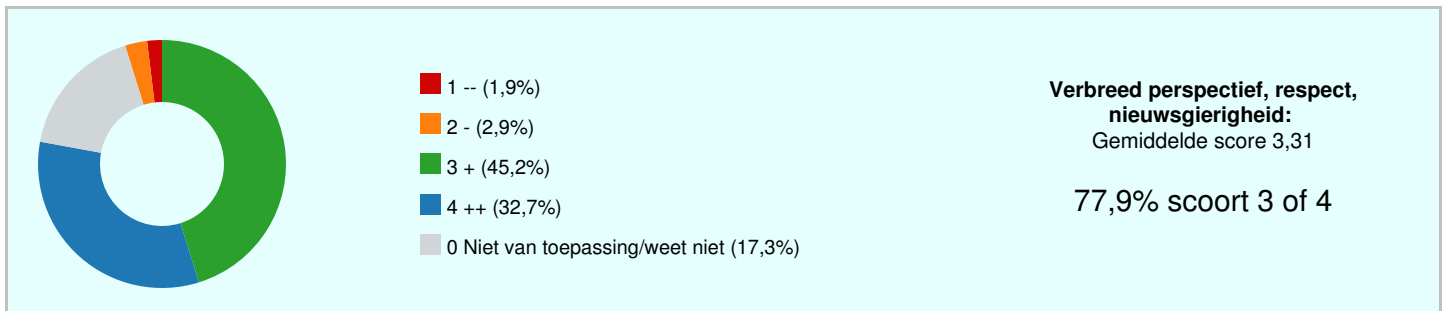 1 -- (1,9%)
2 - (2,9%)
3 + (45,2%)
4 ++ (32,7%)
0 Niet van toepassing/weet niet (17,3%)
Verbreed perspectief, respect,
nieuwsgierigheid:
Gemiddelde score 3,31
77,9% scoort 3 of 4